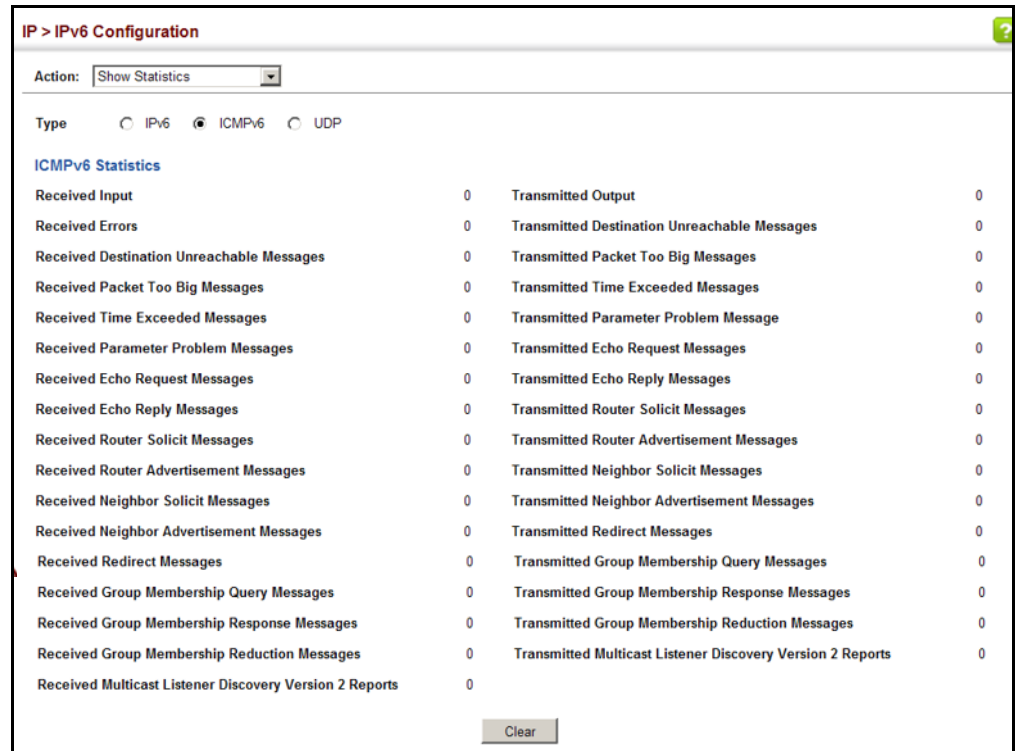 IP > IPv6 Configuration
?
Action: Show Statistics
Type IPv6 ICMPv6 UDP
ICMPv6 Statistics
Received Input 0 Transmitted Output 0
Received Errors 0 Transmitted Destination Unreachable Messages 0
Received Destination Unreachable Messages 0 Transmitted Packet Too Big Messages 0
Received Packet Too Big Messages 0 Transmitted Time Exceeded Messages 0
Received Time Exceeded Messages 0 Transmitted Parameter Problem Message 0
Received Parameter Problem Messages 0 Transmitted Echo Request Messages 0
Received Echo Request Messages 0 Transmitted Echo Reply Messages 0
Received Echo Reply Messages 0 Transmitted Router Solicit Messages 0
Received Router Solicit Messages 0 Transmitted Router Advertisement Messages 0
Received Router Advertisement Messages 0 Transmitted Neighbor Solicit Messages 0
Received Neighbor Solicit Messages 0 Transmitted Neighbor Advertisement Messages 0
Received Neighbor Advertisement Messages 0 Transmitted Redirect Messages 0
Received Redirect Messages 0 Transmitted Group Membership Query Messages 0
Received Group Membership Query Messages 0 Transmitted Group Membership Response Messages 0
Received Group Membership Response Messages 0 Transmitted Group Membership Reduction Messages 0
Received Group Membership Reduction Messages 0 Transmitted Multicast Listener Discovery Version 2 Reports 0
Received Multicast Listener Discovery Version 2 Reports 0
Clear